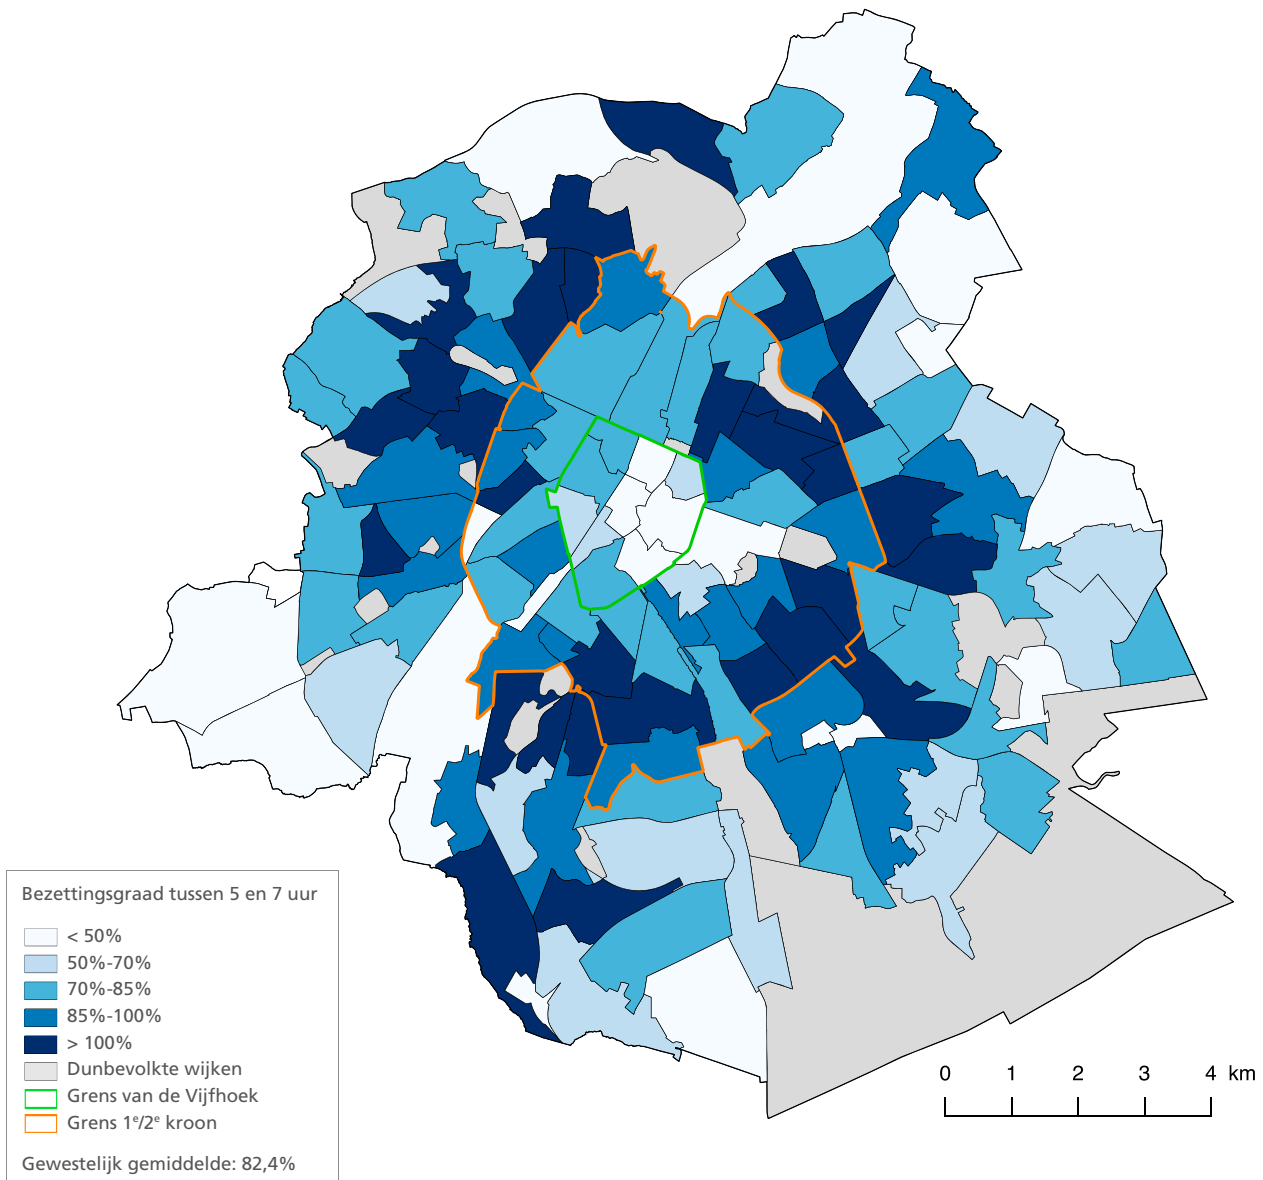 Bezettingsgraad tussen 5 en 7 uur
< 50%
50%-70%
70%-85%
85%-100%
> 100%
Dunbevolkte wijken
Grens van de Vijfhoek
Grens 1e/2e kroon
Gewestelijk gemiddelde: 82,4%
0 1 2 3 4 km